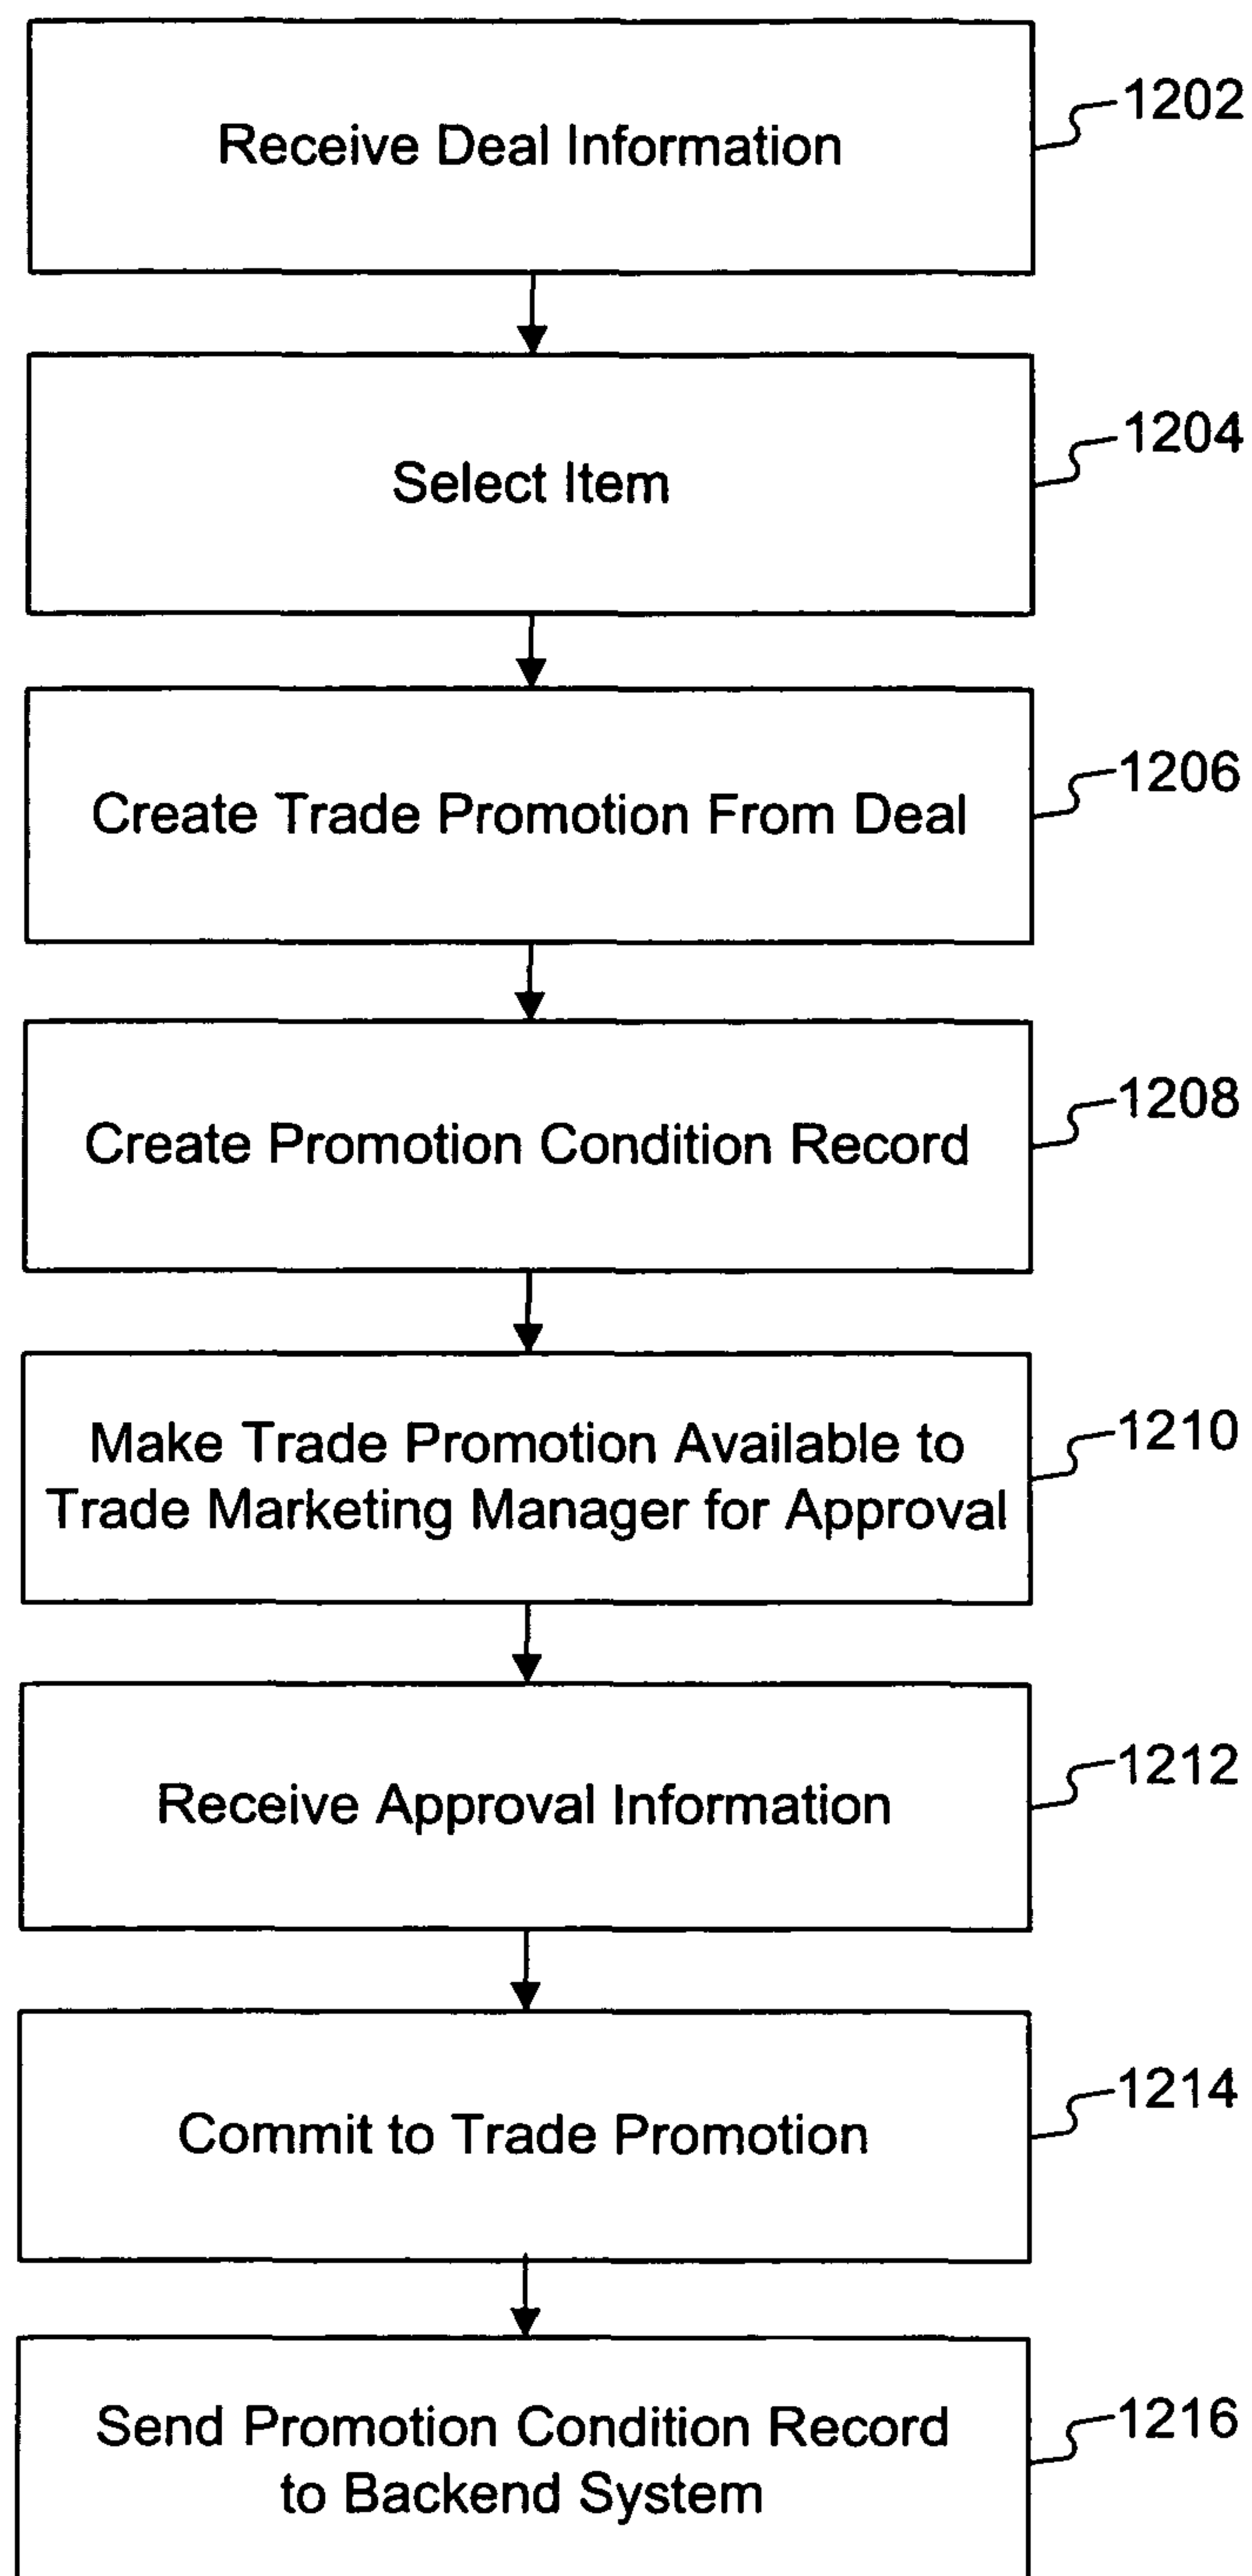 Receive Deal Information
1202
Select Item
1204
Create Trade Promotion From Deal
1206
Create Promotion Condition Record
1208
Make Trade Promotion Available to
Trade Marketing Manager for Approval
1210
Receive Approval Information
1212
Commit to Trade Promotion
1214
Send Promotion Condition Record
to Backend System
1216